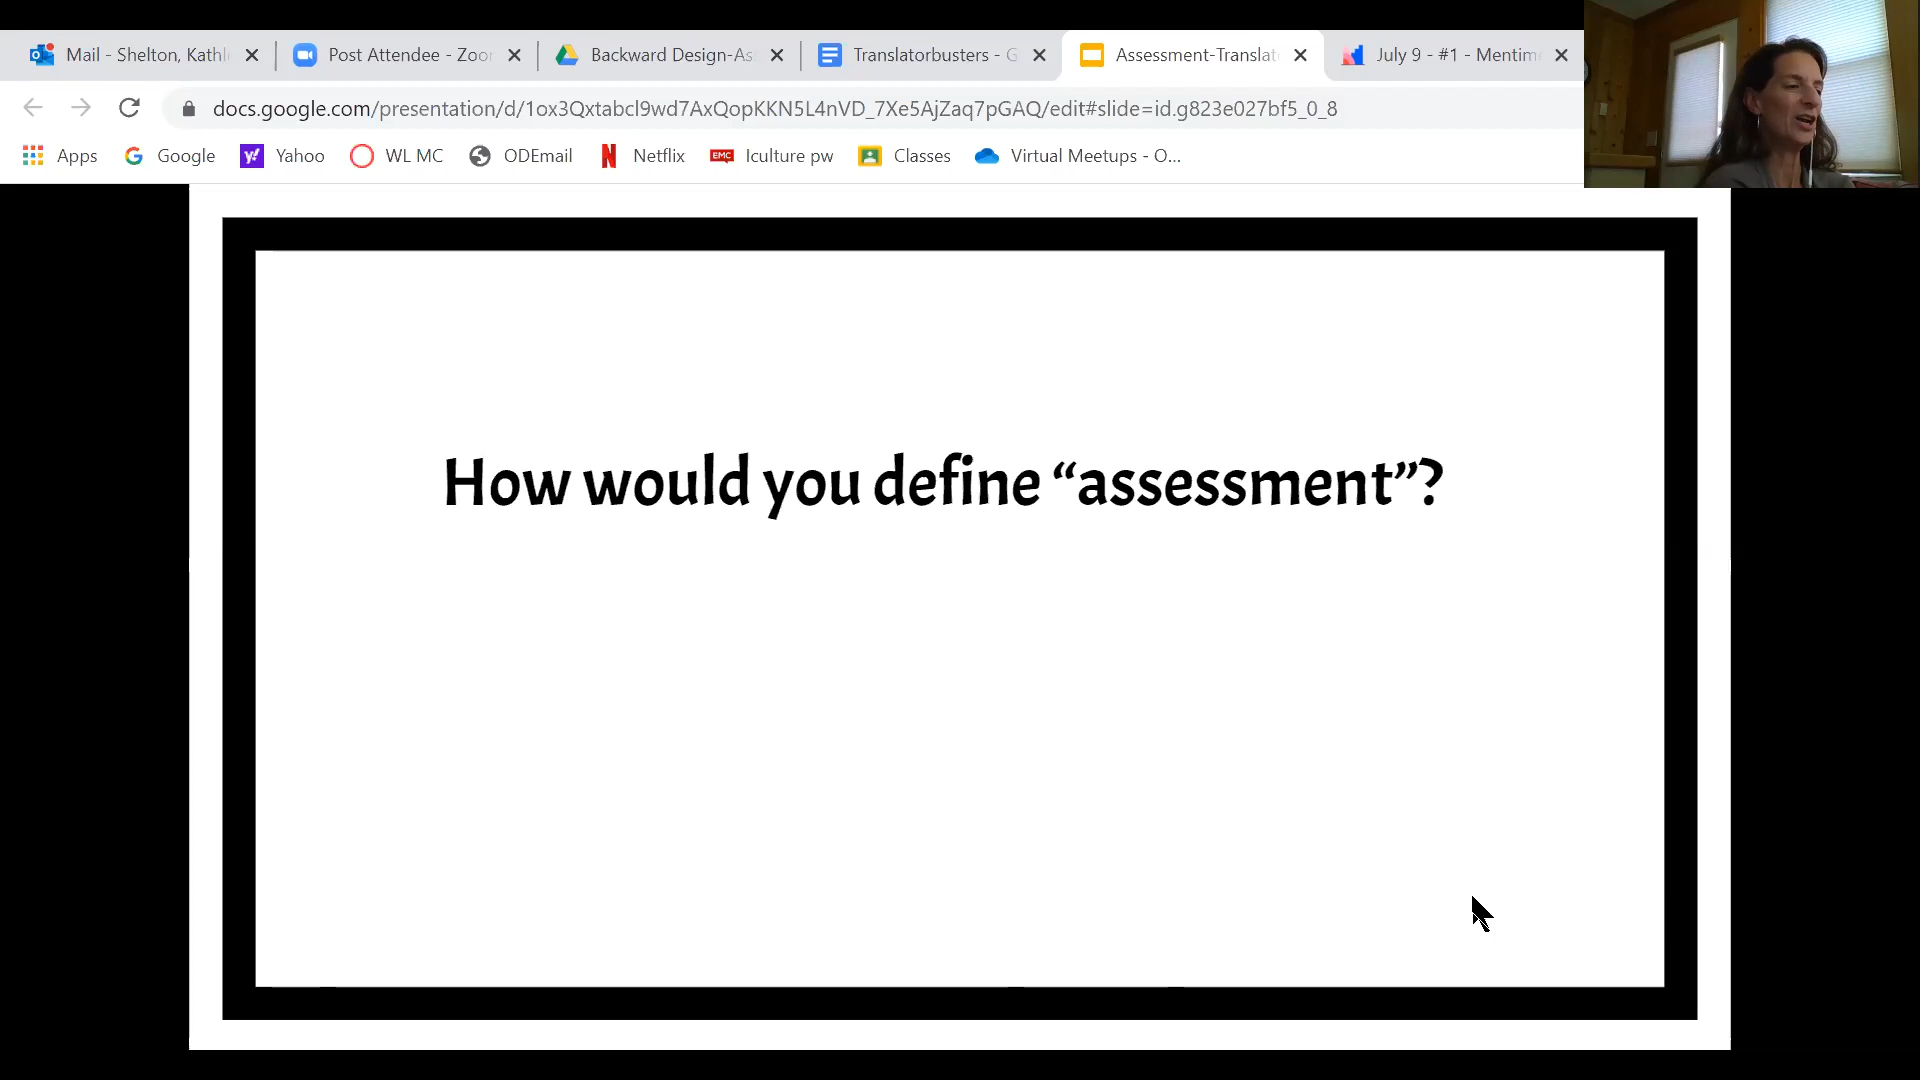 Mail - Shelton, Kathl
Post Attendee - Zoo
Backward Design-As
Translatorbusters - G
Assessment-Translat
July 9 - #1 - Mentim
docs.google.com/presentation/d/1ox3Qxtabcl9wd7AxQopKKN5L4nVD_7Xe5AjZaq7pGAQ/edit#slide=id.g823e027bf5_0_8
Apps
Google
Yahoo
WL MC
ODEmail
Netflix
EMC
Iculture pw
Classes
Virtual Meetups - O...
How would you define “assessment”?